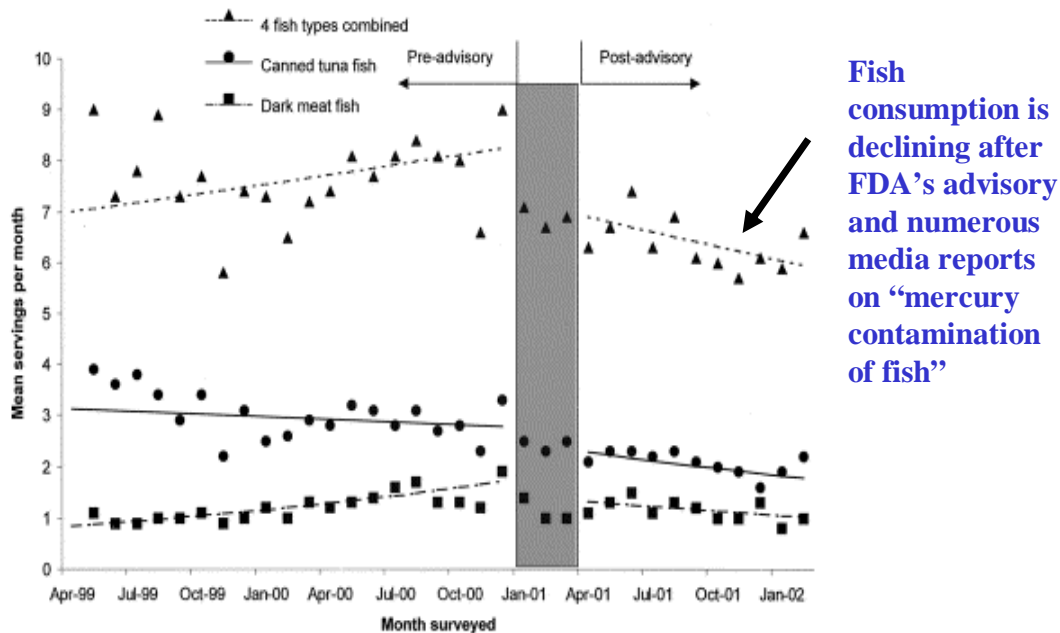 4 fish types combined
Canned tuna fish
Dark meat fish
Pre-advisory
Post-advisory
10
9
8
7
6
5
4
3
2
1
0
Mean servings per month
Apr-99 Jul-99 Oct-99 Jan-00 Apr-00 Jul-00 Oct-00 Jan-01 Apr-01 Jul-01 Oct-01 Jan-02
Month surveyed
Fish
consumption is
declining after
FDA’s advisory
and numerous
media reports
on “mercury
contamination
of fish”